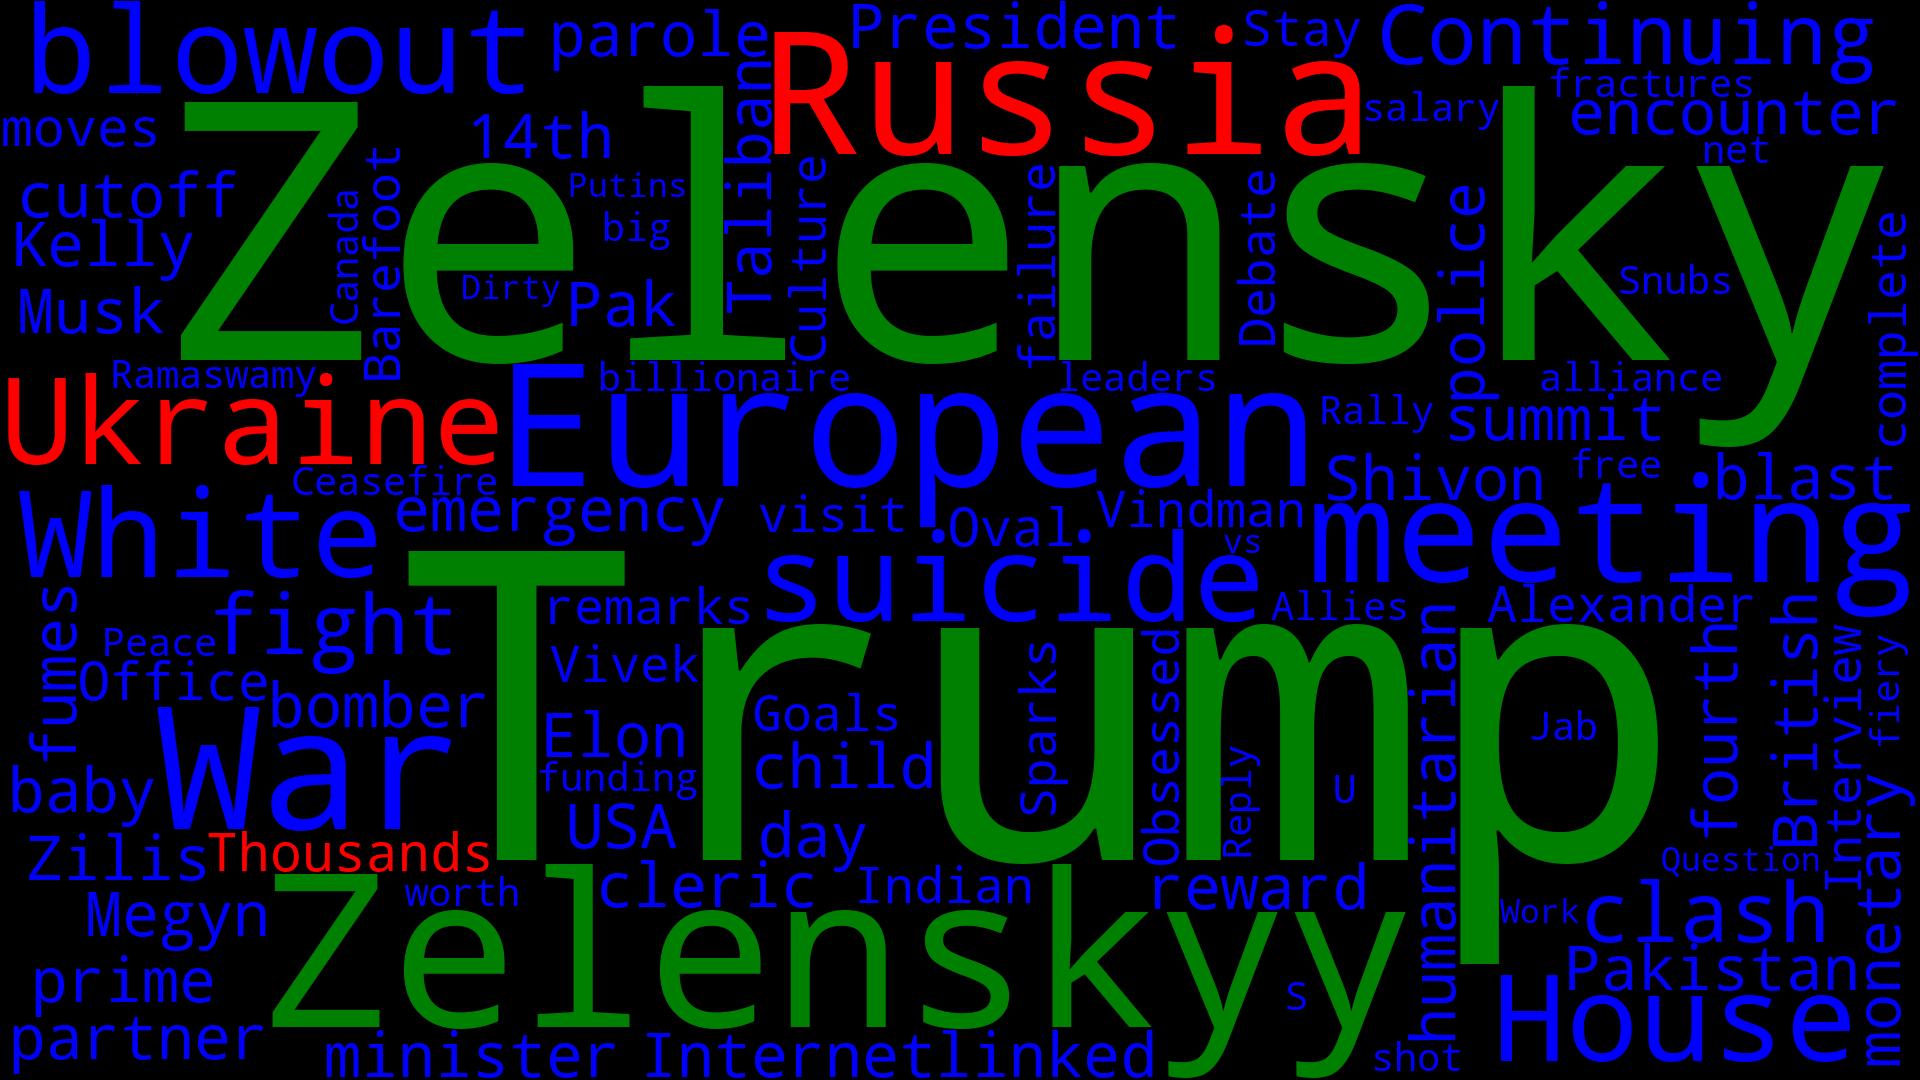 blowout
parole
President
Stay
Continuing
Russia
fractures
moves
14th
Taliban
salary
encounter
Zelensky
net
cutoff
Canada
Barefoot
Putins
big
Culture
failure
Debate
police
Kelly
Snubs
complete
Musk
Dirty
Pak
Ramaswamy
billionaire
leaders
alliance
Ukraine
European
Rally
summit
Ceasefire
Shivon
free
blast
White
emergency
visit
Oval
Vindman
vs
meeting
suicide
fumes
fight
remarks
Allies
Alexander
Peace
Trump
Office
bomber
Vivek
Sparks
Obsessed
humanitarian
fourth
British
Interview
fiery
War
Elon
Goals
Jab
funding
child
Reply
U
baby
USA
day
Zilis
Thousands
Question
monetary
worth
cleric
Indian
reward
Work
clash
Megyn
Zelenskyy
Pakistan
prime
S
House
partner
minister
Internetlinked
shot